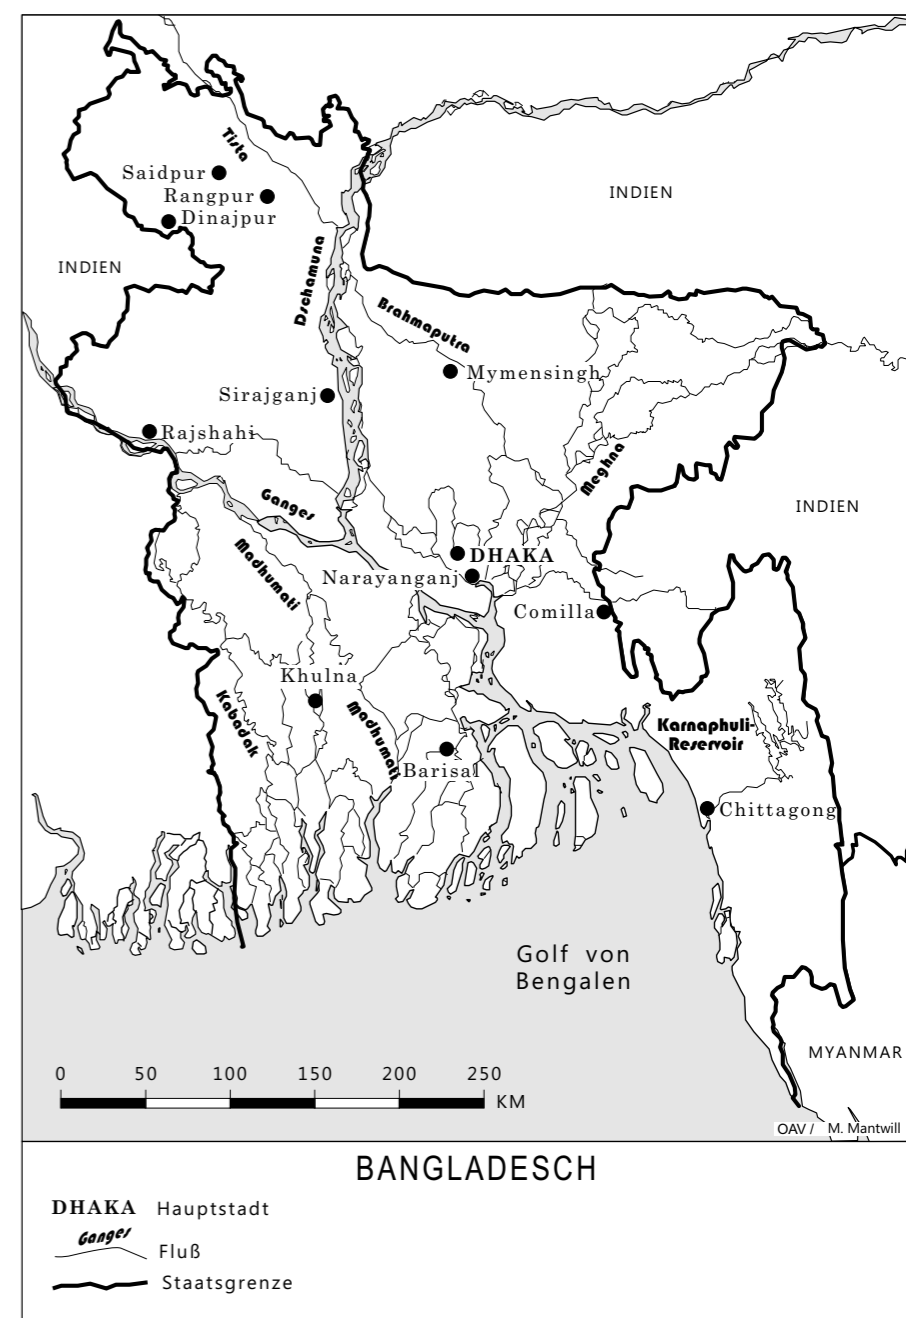 Tista
Saidpur
Rangpur
Dinajpur
INDIEN
INDIEN
Dschamuna
Brahmaputra
Mymensingh
Sirajganj
Rajshahi
Meghna
Ganges
INDIEN
Madhumati
DHAKA
Narayanganj
Comilla
Khulna
Kabadak
Madhumati
Karnaphuli-
Reservoir
Barisal
Chittagong
Golf von
Bengalen
MYANMAR
0 50 100 150 200 250
KM
OAV / M. Mantwill
BANGLADESCH
DHAKA Hauptstadt
Ganges
Fluß
Staatsgrenze